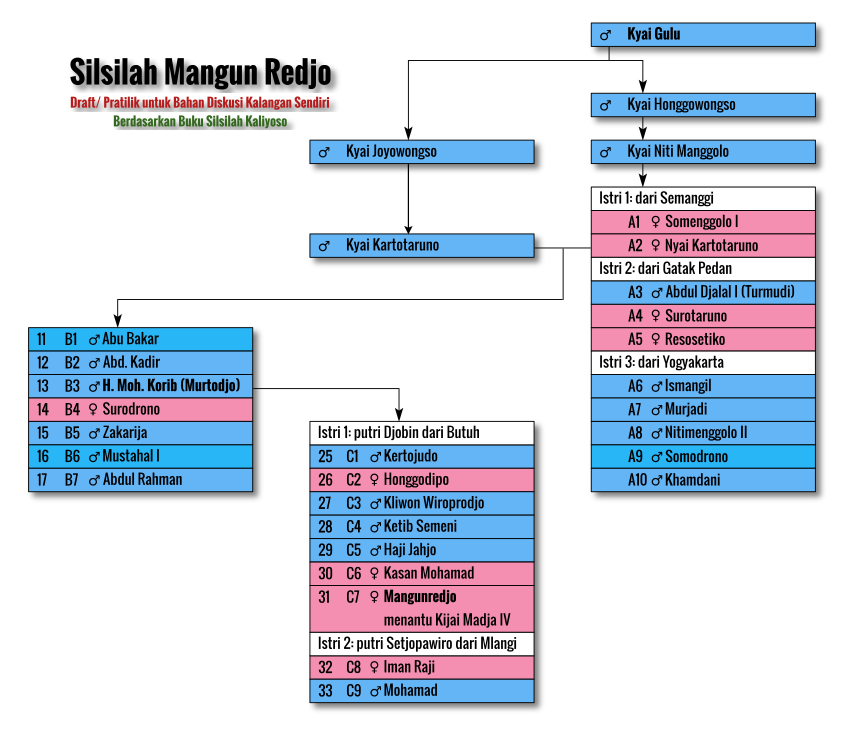 Silsilah Mangun Redjo
Draft/ Pratilik untuk Bahan Diskusi Kalangan Sendiri
Berdasarkan Buku Silsilah Kaliyoso
♂ Kyai Gulu
♂ Kyai Honggowongso
♂ Kyai Joyowongso
♂ Kyai Niti Manggolo
♂ Kyai Kartotaruno
Istri 1: dari Semanggi
A1 ♀ Somenggolo I
A2 ♀ Nyai Kartotaruno
Istri 2: dari Gatak Pedan
A3 ♂ Abdul Djalal I (Turmudi)
A4 ♀ Surotaruno
A5 ♀ Resosetiko
Istri 3: dari Yogyakarta
A6 ♂ Ismangil
A7 ♂ Murjadi
A8 ♂ Nitimenggolo II
A9 ♂ Somodrono
A10 ♂ Khamdani
11 B1 ♂ Abu Bakar
12 B2 ♂ Abd. Kadir
13 B3 ♂ H. Moh. Korib (Murtodjo)
14 B4 ♀ Surodrono
15 B5 ♂ Zakarija
16 B6 ♂ Mustahal I
17 B7 ♂ Abdul Rahman
Istri 1: putri Djobin dari Butuh
25 C1 ♂ Kertojudo
26 C2 ♀ Honggodipo
27 C3 ♂ Kliwon Wiroprodjo
28 C4 ♂ Ketib Semeni
29 C5 ♂ Haji Jahjo
30 C6 ♀ Kasan Mohamad
31 C7 ♀ Mangunredjo
menantu Kijai Madja IV
Istri 2: putri Setjopawiro dari Mlangi
32 C8 ♀ Iman Raji
33 C9 ♂ Mohamad